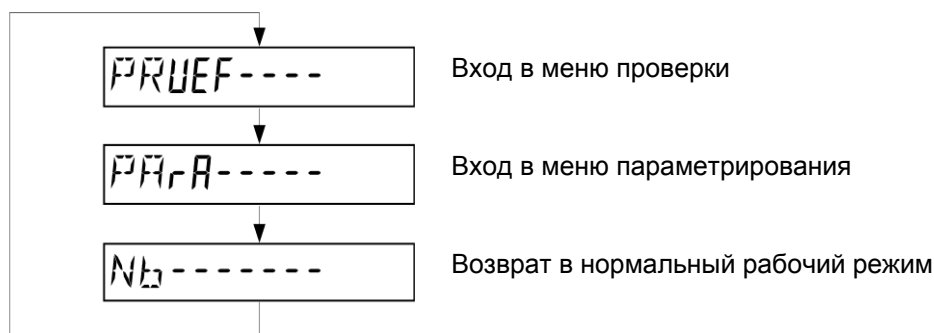 PRUEF----
Вход в меню проверки
PArA-----
Вход в меню параметрирования
Nb-------
Возврат в нормальный рабочий режим